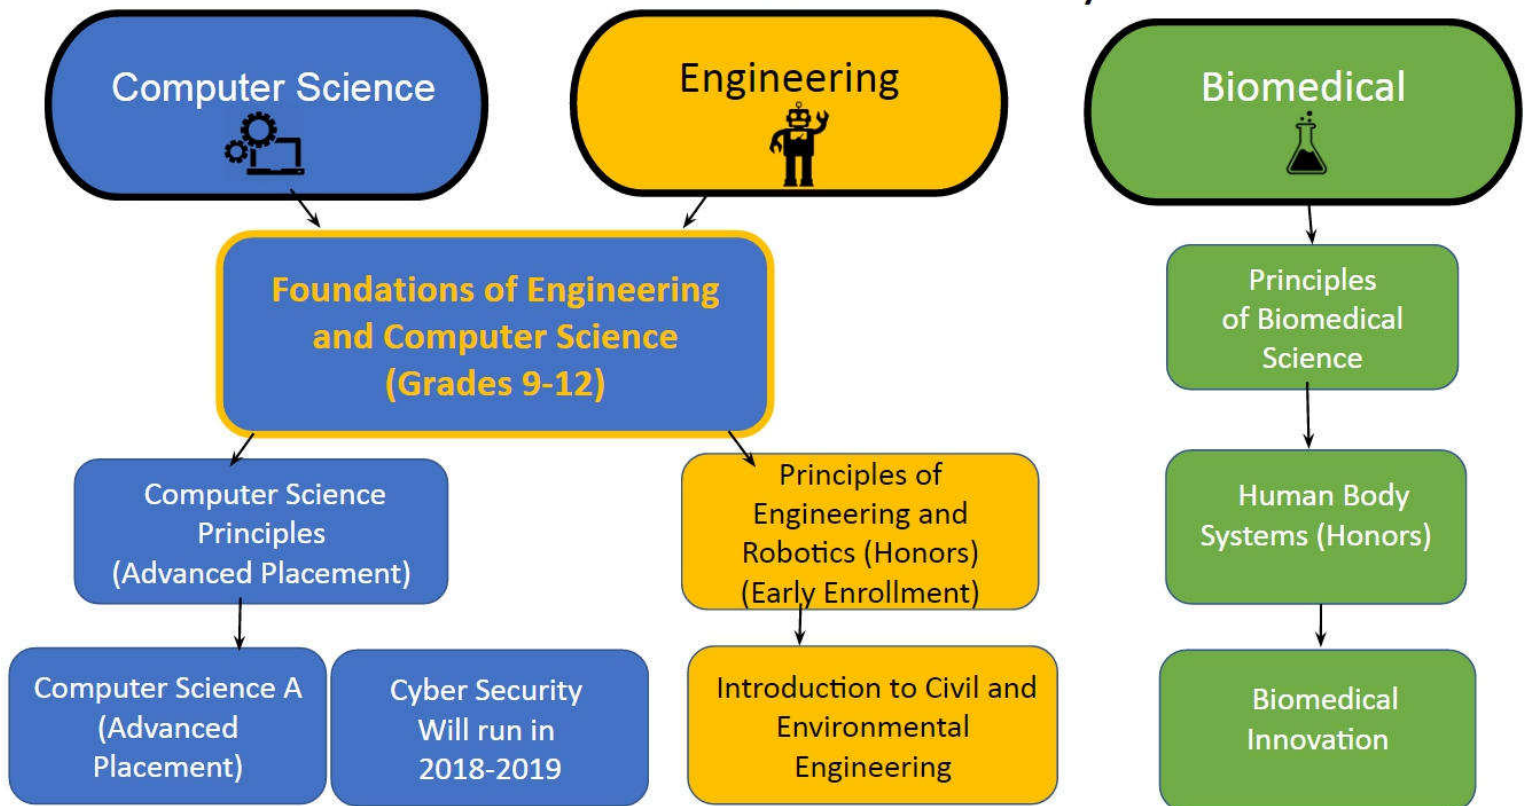 Computer Science
Engineering
Biomedical
Foundations of Engineering
and Computer Science
(Grades 9-12)
Principles
of Biomedical
Science
Computer Science
Principles
(Advanced Placement)
Principles of
Engineering and
Robotics (Honors)
(Early Enrollment)
Human Body
Systems (Honors)
Computer Science A
(Advanced
Placement)
Cyber Security
Will run in
2018-2019
Introduction to Civil and
Environmental
Engineering
Biomedical
Innovation